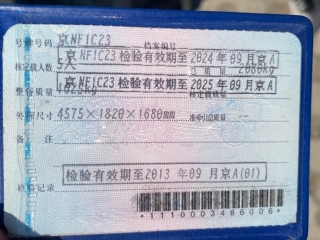 号牌号码 京NF1C23 档案编号
京NF1C23 检验有效期至2024年09月京A
核定载人数 5人 总质量 2080kg
京NF1C23 检验有效期至2025年09月京A
整备质量 核定载质量
外廓尺寸 4575×1820×1680mm 准牵引总质量
备注
检验有效期至2013年09月京A(01)
检验记录
*1110003486006*